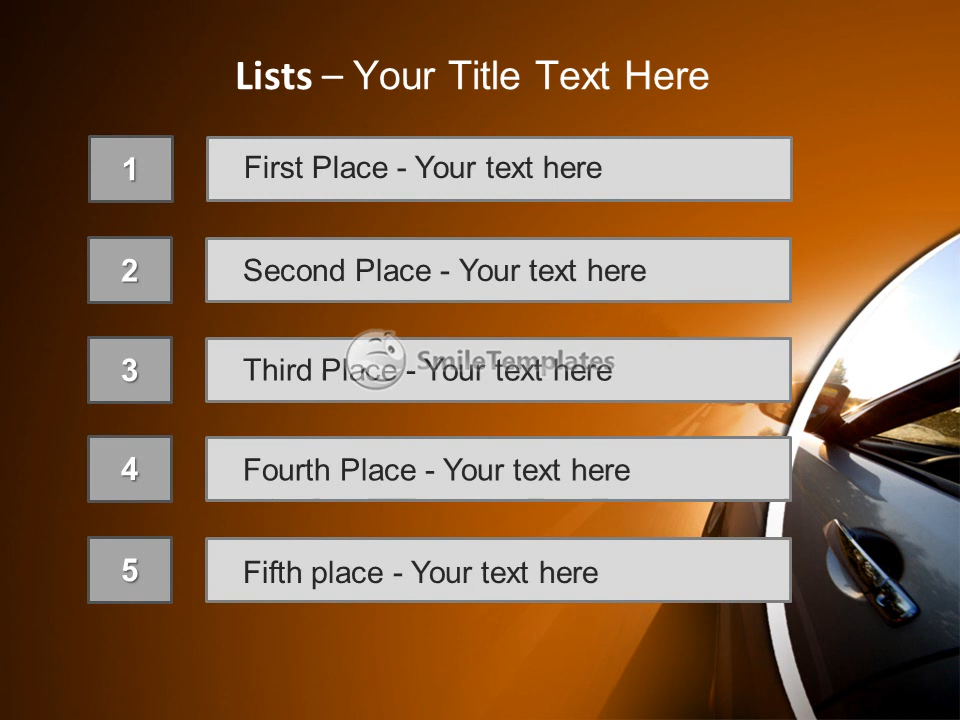 Lists – Your Title Text Here
1 First Place - Your text here
2 Second Place - Your text here
3 Third Place - Your text here
SmileTemplates
4 Fourth Place - Your text here
5 Fifth place - Your text here